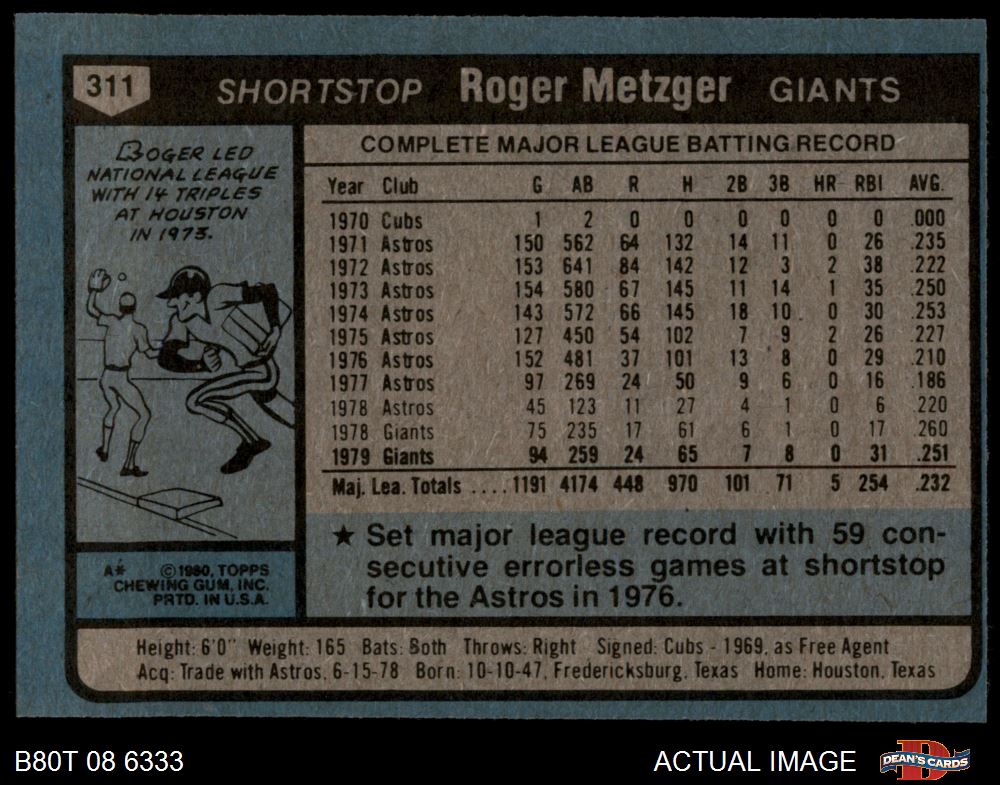 311 SHORTSTOP Roger Metzger GIANTS
ROGER LED
NATIONAL LEAGUE
WITH 14 TRIPLES
AT HOUSTON
IN 1973.
COMPLETE MAJOR LEAGUE BATTING RECORD
Year Club G AB R H 2B 3B HR RBI AVG.
1970 Cubs 1 2 0 0 0 0 0 0 .000
1971 Astros 150 562 64 132 14 11 0 26 .235
1972 Astros 153 641 84 142 12 3 2 38 .222
1973 Astros 154 580 67 145 11 14 1 35 .250
1974 Astros 143 572 66 145 18 10 0 30 .253
1975 Astros 127 450 54 102 7 9 2 26 .227
1976 Astros 152 481 37 101 13 8 0 29 .210
1977 Astros 97 269 24 50 9 6 0 16 .186
1978 Astros 45 123 11 27 4 1 0 6 .220
1978 Giants 75 235 17 61 6 1 0 17 .260
1979 Giants 94 259 24 65 7 8 0 31 .251
Maj. Lea. Totals .... 1191 4174 448 970 101 71 5 254 .232
★ Set major league record with 59 con-
secutive errorless games at shortstop
for the Astros in 1976.
A* © 1980, TOPPS
CHEWING GUM, INC.
PRTD. IN U.S.A.
Height: 6'0" Weight: 165 Bats: Both Throws: Right Signed: Cubs - 1969, as Free Agent
Acq: Trade with Astros, 6-15-78 Born: 10-10-47, Fredericksburg, Texas Home: Houston, Texas
B80T 08 6333 ACTUAL IMAGE D DEAN'S CARDS